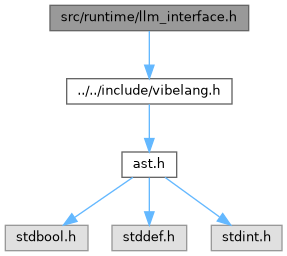 src/runtime/llm_interface.h
../../include/vibelang.h
ast.h
stdbool.h
stddef.h
stdint.h